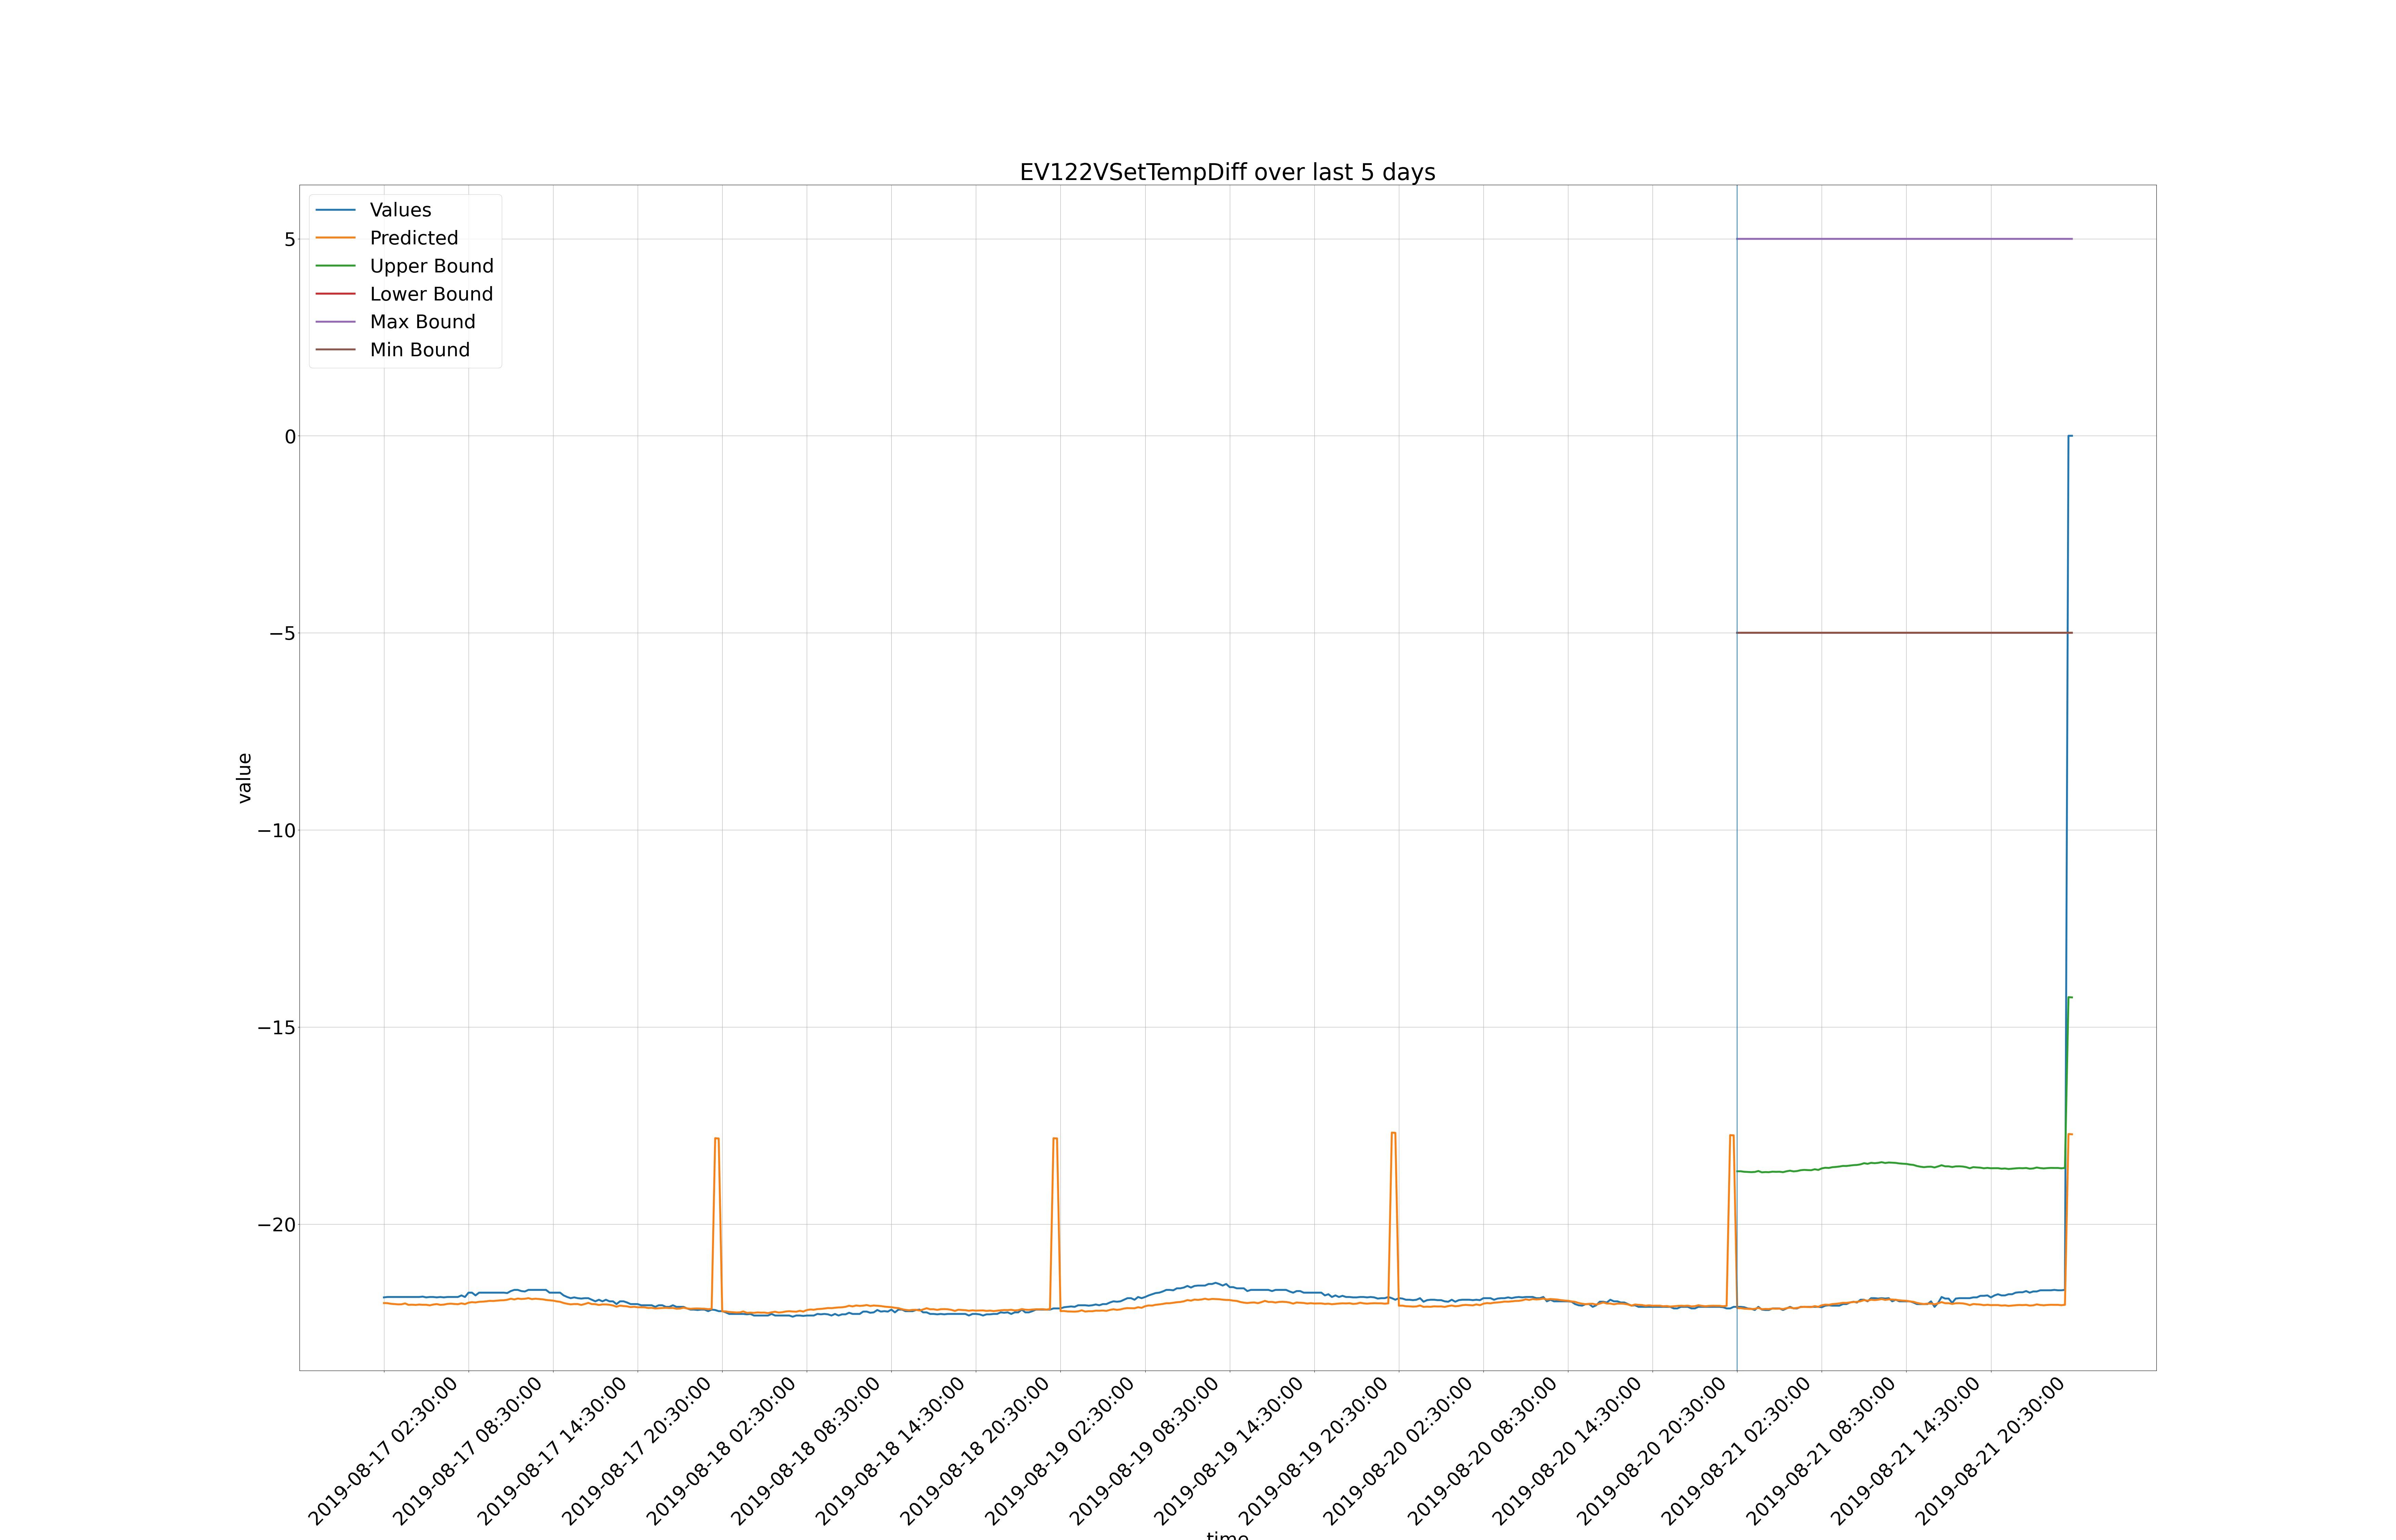 EV122VSetTempDiff over last 5 days
Values
Predicted
Upper Bound
Lower Bound
Max Bound
Min Bound
5
0
−5
−10
−15
−20
value
2019-08-17 02:30:00
2019-08-17 08:30:00
2019-08-17 14:30:00
2019-08-17 20:30:00
2019-08-18 02:30:00
2019-08-18 08:30:00
2019-08-18 14:30:00
2019-08-18 20:30:00
2019-08-19 02:30:00
2019-08-19 08:30:00
2019-08-19 14:30:00
2019-08-19 20:30:00
2019-08-20 02:30:00
2019-08-20 08:30:00
2019-08-20 14:30:00
2019-08-20 20:30:00
2019-08-21 02:30:00
2019-08-21 08:30:00
2019-08-21 14:30:00
2019-08-21 20:30:00
time